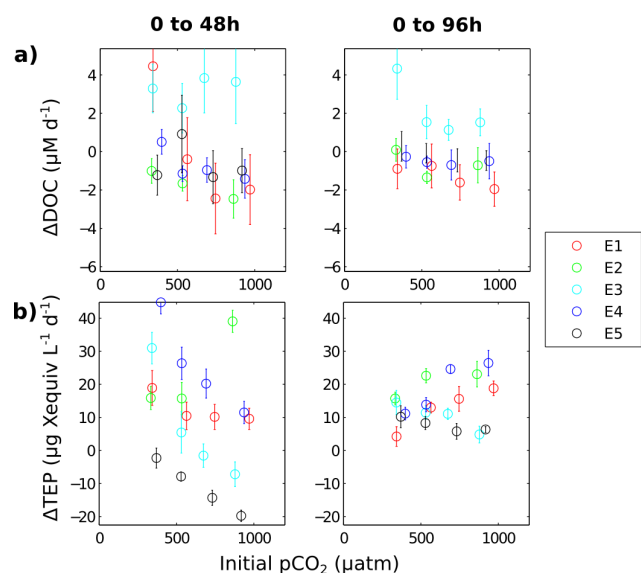 0 to 48h 0 to 96h
a)
ΔDOC (µM d⁻¹)
4
2
0
−2
−4
−6
0 500 1000
4
2
0
−2
−4
−6
0 500 1000
E1
E2
E3
E4
E5
b)
ΔTEP (µg Xequiv L⁻¹ d⁻¹)
40
30
20
10
0
−10
−20
0 500 1000
40
30
20
10
0
−10
−20
0 500 1000
Initial pCO₂ (µatm)